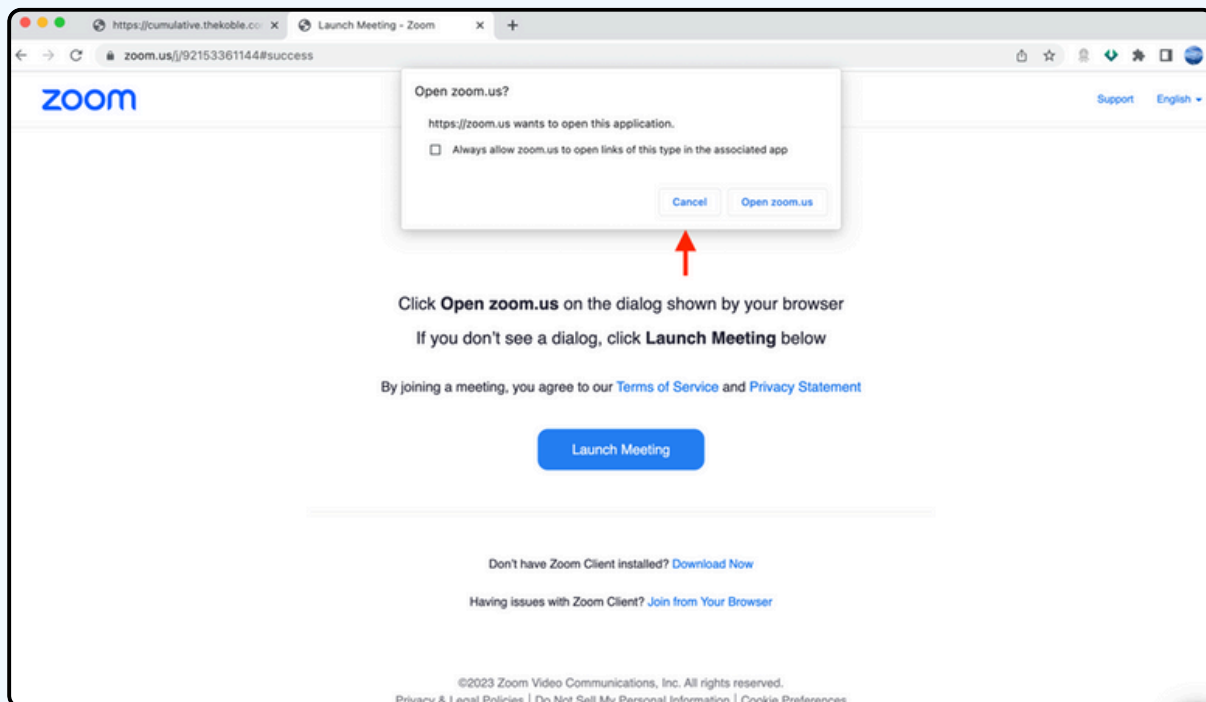 https://cumulative.thekoble.co
Launch Meeting - Zoom
zoom.us/j/92153361144#success
zoom
Support
English
Open zoom.us?
https://zoom.us wants to open this application.
Always allow zoom.us to open links of this type in the associated app
Cancel
Open zoom.us
Click Open zoom.us on the dialog shown by your browser
If you don't see a dialog, click Launch Meeting below
By joining a meeting, you agree to our Terms of Service and Privacy Statement
Launch Meeting
Don't have Zoom Client installed? Download Now
Having issues with Zoom Client? Join from Your Browser
©2023 Zoom Video Communications, Inc. All rights reserved.
Privacy & Legal Policies | Do Not Sell My Personal Information | Cookie Preferences